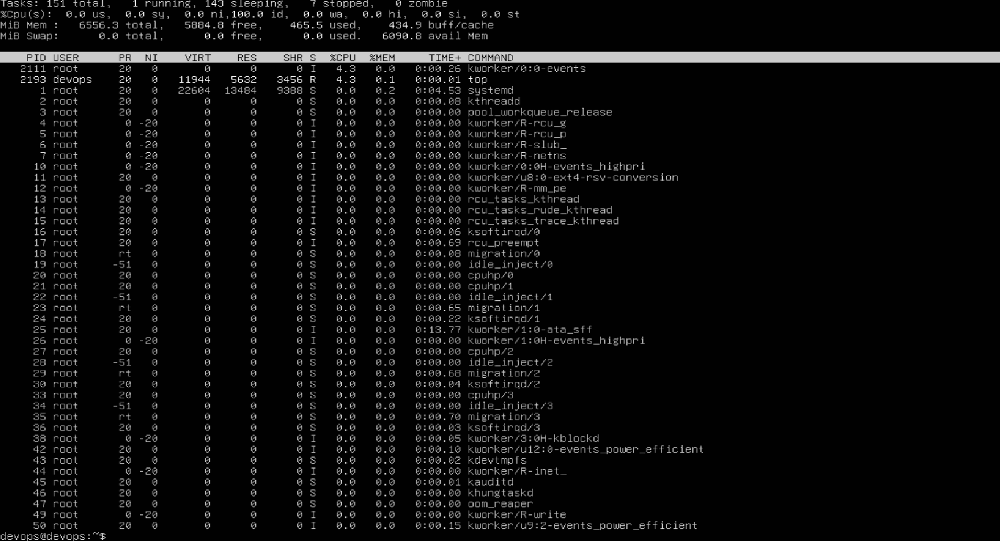 Tasks: 151 total,   1 running, 143 sleeping,   7 stopped,   0 zombie
%Cpu(s):  0.0 us,  0.0 sy,  0.0 ni,100.0 id,  0.0 wa,  0.0 hi,  0.0 si,  0.0 st
MiB Mem :   6556.3 total,   5884.8 free,    465.5 used,    434.9 buff/cache
MiB Swap:      0.0 total,      0.0 free,      0.0 used.   6090.8 avail Mem
PID USER      PR  NI    VIRT    RES    SHR S  %CPU  %MEM     TIME+ COMMAND
2111 root      20   0       0      0      0 I   4.3   0.0   0:00.26 kworker/0:0-events
2193 devops    20   0   11944   5632   3456 R   4.3   0.1   0:00.01 top
1 root      20   0   22604  13484   9388 S   0.0   0.2   0:04.53 systemd
2 root      20   0       0      0      0 S   0.0   0.0   0:00.08 kthreadd
3 root      20   0       0      0      0 S   0.0   0.0   0:00.00 pool_workqueue_release
4 root       0 -20       0      0      0 I   0.0   0.0   0:00.00 kworker/R-rcu_g
5 root       0 -20       0      0      0 I   0.0   0.0   0:00.00 kworker/R-rcu_p
6 root       0 -20       0      0      0 I   0.0   0.0   0:00.00 kworker/R-slub_
7 root       0 -20       0      0      0 I   0.0   0.0   0:00.00 kworker/R-netns
10 root       0 -20       0      0      0 I   0.0   0.0   0:00.00 kworker/0:0H-events_highpri
11 root      20   0       0      0      0 I   0.0   0.0   0:00.00 kworker/u8:0-ext4-rsv-conversion
12 root       0 -20       0      0      0 I   0.0   0.0   0:00.00 kworker/R-mm_pe
13 root      20   0       0      0      0 I   0.0   0.0   0:00.00 rcu_tasks_kthread
14 root      20   0       0      0      0 I   0.0   0.0   0:00.00 rcu_tasks_rude_kthread
15 root      20   0       0      0      0 I   0.0   0.0   0:00.00 rcu_tasks_trace_kthread
16 root      20   0       0      0      0 S   0.0   0.0   0:00.06 ksoftirqd/0
17 root      20   0       0      0      0 I   0.0   0.0   0:00.69 rcu_preempt
18 root      rt   0       0      0      0 S   0.0   0.0   0:00.08 migration/0
19 root     -51   0       0      0      0 S   0.0   0.0   0:00.00 idle_inject/0
20 root      20   0       0      0      0 S   0.0   0.0   0:00.00 cpuhp/0
21 root      20   0       0      0      0 S   0.0   0.0   0:00.00 cpuhp/1
22 root     -51   0       0      0      0 S   0.0   0.0   0:00.00 idle_inject/1
23 root      rt   0       0      0      0 S   0.0   0.0   0:00.65 migration/1
24 root      20   0       0      0      0 S   0.0   0.0   0:00.22 ksoftirqd/1
25 root      20   0       0      0      0 I   0.0   0.0   0:13.77 kworker/1:0-ata_sff
26 root       0 -20       0      0      0 I   0.0   0.0   0:00.00 kworker/1:0H-events_highpri
27 root      20   0       0      0      0 S   0.0   0.0   0:00.00 cpuhp/2
28 root     -51   0       0      0      0 S   0.0   0.0   0:00.00 idle_inject/2
29 root      rt   0       0      0      0 S   0.0   0.0   0:00.68 migration/2
30 root      20   0       0      0      0 S   0.0   0.0   0:00.04 ksoftirqd/2
33 root      20   0       0      0      0 S   0.0   0.0   0:00.00 cpuhp/3
34 root     -51   0       0      0      0 S   0.0   0.0   0:00.00 idle_inject/3
35 root      rt   0       0      0      0 S   0.0   0.0   0:00.70 migration/3
36 root      20   0       0      0      0 S   0.0   0.0   0:00.03 ksoftirqd/3
38 root       0 -20       0      0      0 I   0.0   0.0   0:00.05 kworker/3:0H-kblockd
42 root      20   0       0      0      0 I   0.0   0.0   0:00.10 kworker/u12:0-events_power_efficient
43 root      20   0       0      0      0 S   0.0   0.0   0:00.02 kdevtmpfs
44 root       0 -20       0      0      0 I   0.0   0.0   0:00.00 kworker/R-inet_
45 root      20   0       0      0      0 S   0.0   0.0   0:00.01 kauditd
46 root      20   0       0      0      0 S   0.0   0.0   0:00.00 khungtaskd
47 root      20   0       0      0      0 S   0.0   0.0   0:00.00 oom_reaper
49 root       0 -20       0      0      0 I   0.0   0.0   0:00.00 kworker/R-write
50 root      20   0       0      0      0 I   0.0   0.0   0:00.15 kworker/u9:2-events_power_efficient
devops@devops:~$